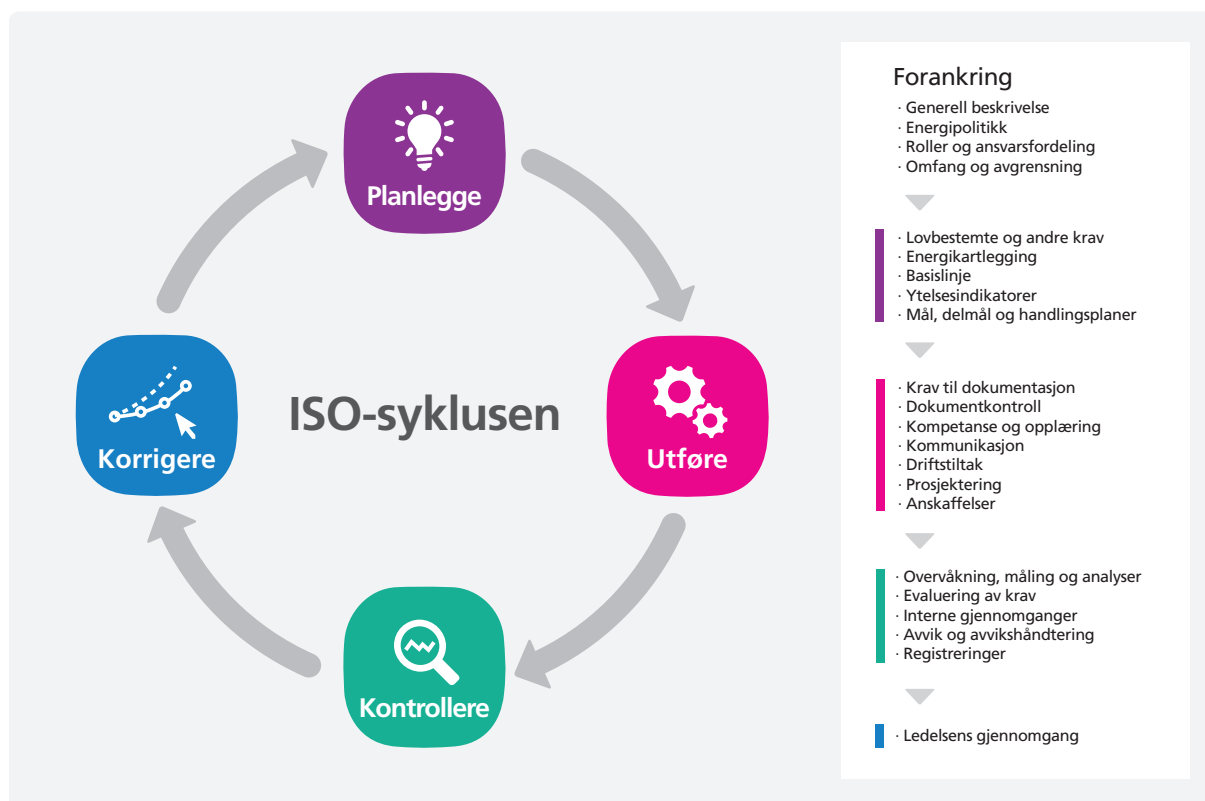 Planlegge
Korrigere
ISO-syklusen
Utføre
Kontrollere
Forankring
· Generell beskrivelse
· Energipolitikk
· Roller og ansvarsfordeling
· Omfang og avgrensning
· Lovbestemte og andre krav
· Energikartlegging
· Basislinje
· Ytelsesindikatorer
· Mål, delmål og handlingsplaner
· Krav til dokumentasjon
· Dokumentkontroll
· Kompetanse og opplæring
· Kommunikasjon
· Driftstiltak
· Prosjektering
· Anskaffelser
· Overvåkning, måling og analyser
· Evaluering av krav
· Interne gjennomganger
· Avvik og avvikshåndtering
· Registreringer
· Ledelsens gjennomgang